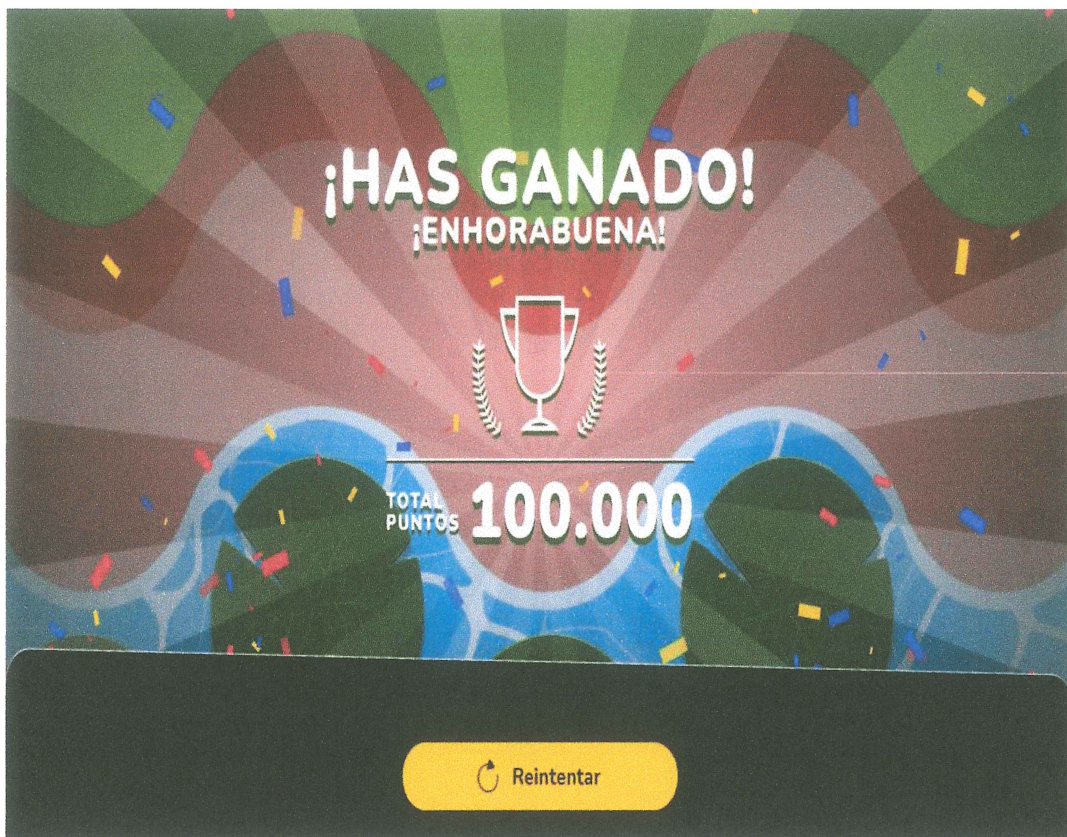 ¡HAS GANADO!
¡ENHORABUENA!
TOTAL
PUNTOS
100.000
Reintentar